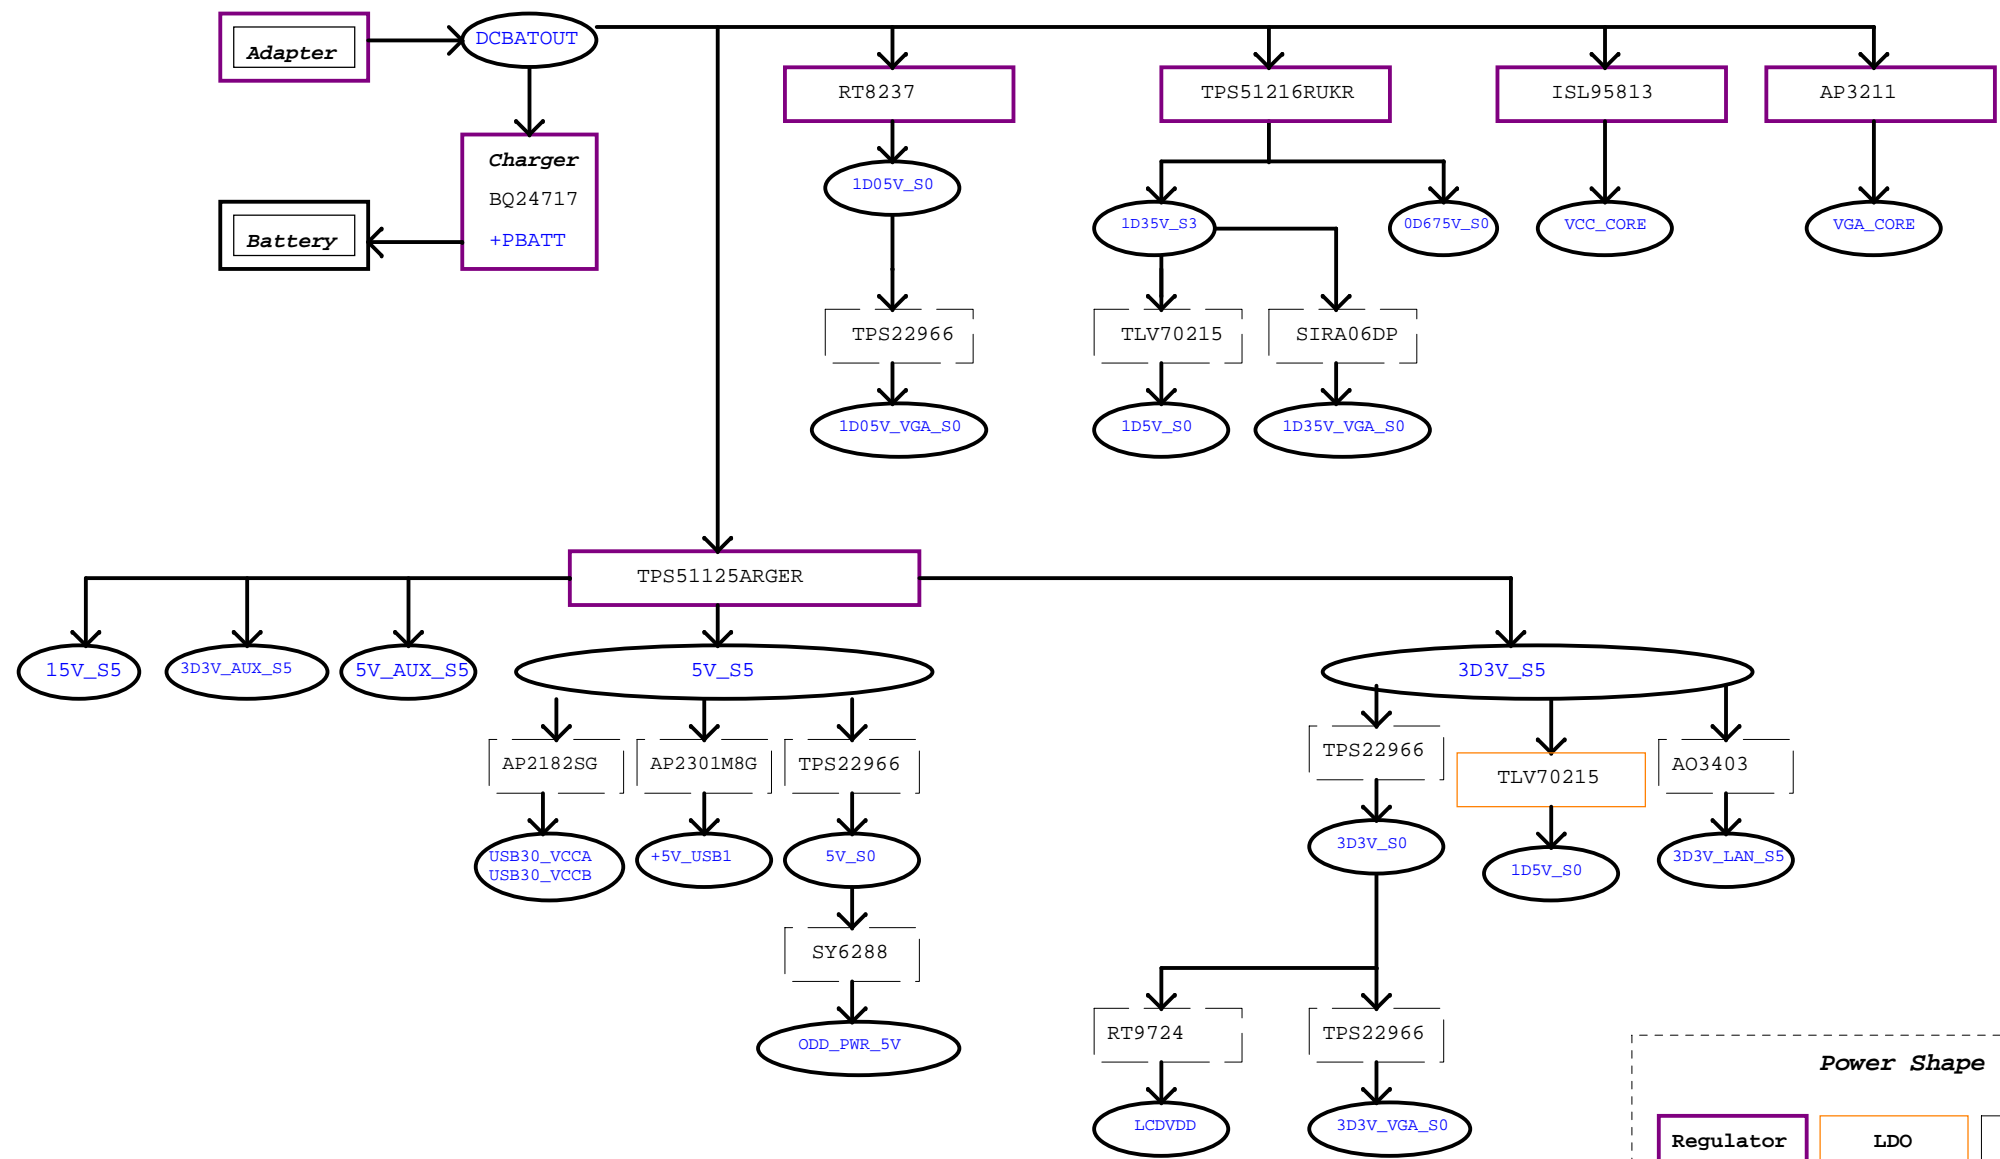 Adapter
DCBATOUT
RT8237
TPS51216RUKR
ISL95813
AP3211
Charger
BQ24717
+PBATT
Battery
1D05V_S0
1D35V_S3
0D675V_S0
VCC_CORE
VGA_CORE
TPS22966
TLV70215
SIRA06DP
1D05V_VGA_S0
1D5V_S0
1D35V_VGA_S0
TPS51125ARGER
15V_S5
3D3V_AUX_S5
5V_AUX_S5
5V_S5
3D3V_S5
AP2182SG
AP2301M8G
TPS22966
TPS22966
TLV70215
AO3403
USB30_VCCA
USB30_VCCB
+5V_USB1
5V_S0
3D3V_S0
1D5V_S0
3D3V_LAN_S5
SY6288
ODD_PWR_5V
RT9724
TPS22966
LCDVDD
3D3V_VGA_S0
Power Shape
Regulator
LDO